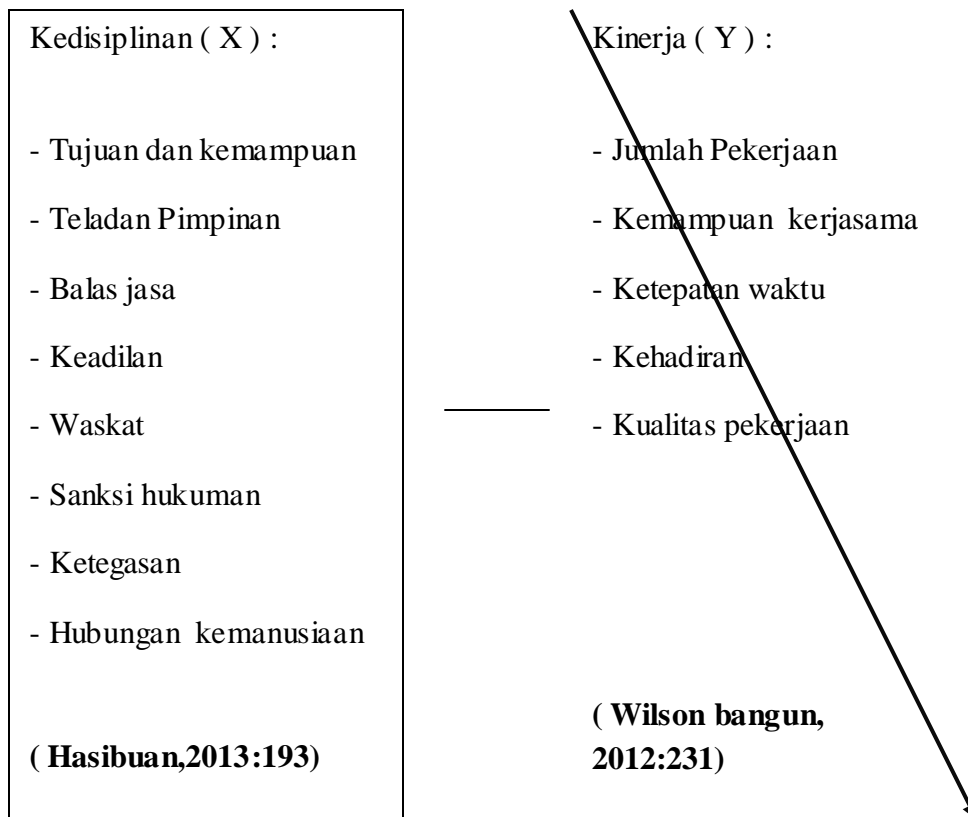 Kedisiplinan ( X ) :
- Tujuan dan kemampuan
- Teladan Pimpinan
- Balas jasa
- Keadilan
- Waskat
- Sanksi hukuman
- Ketegasan
- Hubungan kemanusiaan
( Hasibuan,2013:193)
Kinerja ( Y ) :
- Jumlah Pekerjaan
- Kemampuan kerjasama
- Ketepatan waktu
- Kehadiran
- Kualitas pekerjaan
( Wilson bangun,
2012:231)